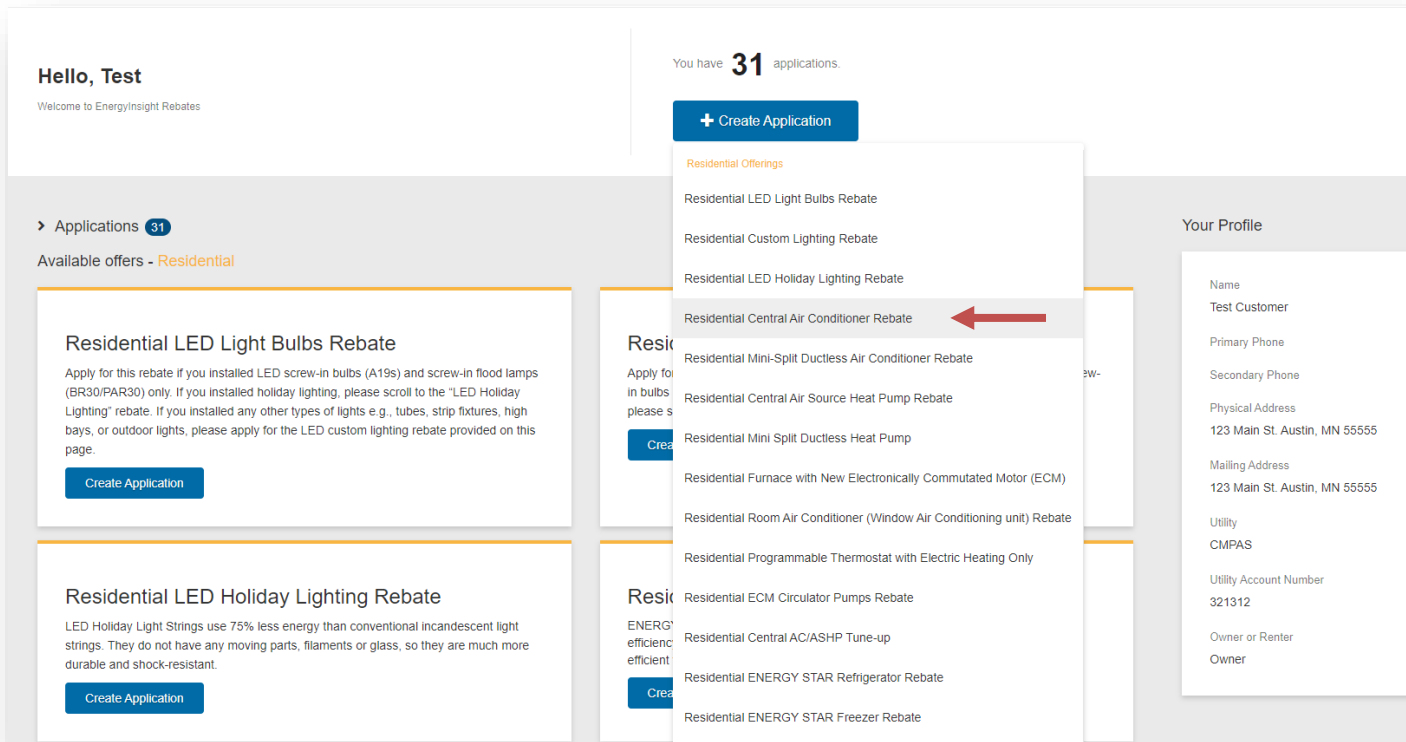 Hello, Test
Welcome to EnergyInsight Rebates
You have 31 applications.
+ Create Application
Residential Offerings
Residential LED Light Bulbs Rebate
Residential Custom Lighting Rebate
Residential LED Holiday Lighting Rebate
Residential Central Air Conditioner Rebate
Residential Mini-Split Ductless Air Conditioner Rebate
Residential Central Air Source Heat Pump Rebate
Residential Mini Split Ductless Heat Pump
Residential Furnace with New Electronically Commutated Motor (ECM)
Residential Room Air Conditioner (Window Air Conditioning unit) Rebate
Residential Programmable Thermostat with Electric Heating Only
Residential ECM Circulator Pumps Rebate
Residential Central AC/ASHP Tune-up
Residential ENERGY STAR Refrigerator Rebate
Residential ENERGY STAR Freezer Rebate
Applications 31
Available offers - Residential
Residential LED Light Bulbs Rebate
Apply for this rebate if you installed LED screw-in bulbs (A19s) and screw-in flood lamps
(BR30/PAR30) only. If you installed holiday lighting, please scroll to the “LED Holiday
Lighting” rebate. If you installed any other types of lights e.g., tubes, strip fixtures, high
bays, or outdoor lights, please apply for the LED custom lighting rebate provided on this
page.
Create Application
in bulbs
Residential LED Holiday Lighting Rebate
LED Holiday Light Strings use 75% less energy than conventional incandescent light
strings. They do not have any moving parts, filaments or glass, so they are much more
durable and shock-resistant.
Create Application
efficient
Your Profile
Name
Test Customer
Primary Phone
Secondary Phone
Physical Address
123 Main St. Austin, MN 55555
Mailing Address
123 Main St. Austin, MN 55555
Utility
CMPAS
Utility Account Number
321312
Owner or Renter
Owner